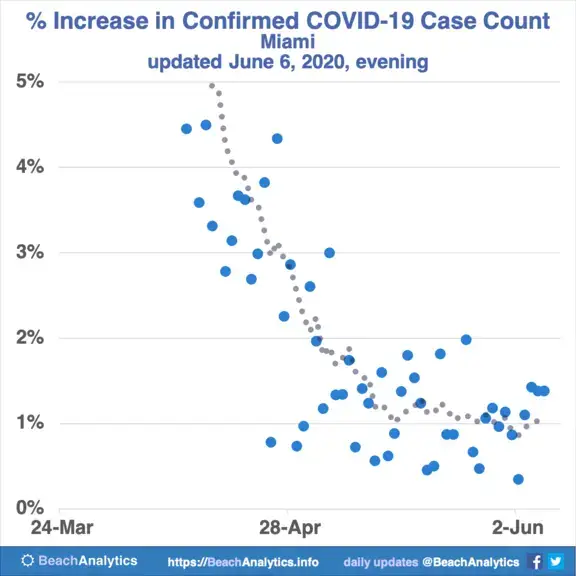 % Increase in Confirmed COVID-19 Case Count
Miami
updated June 6, 2020, evening
5%
4%
3%
2%
1%
0%
24-Mar 28-Apr 2-Jun
BeachAnalytics https://BeachAnalytics.info daily updates @BeachAnalytics